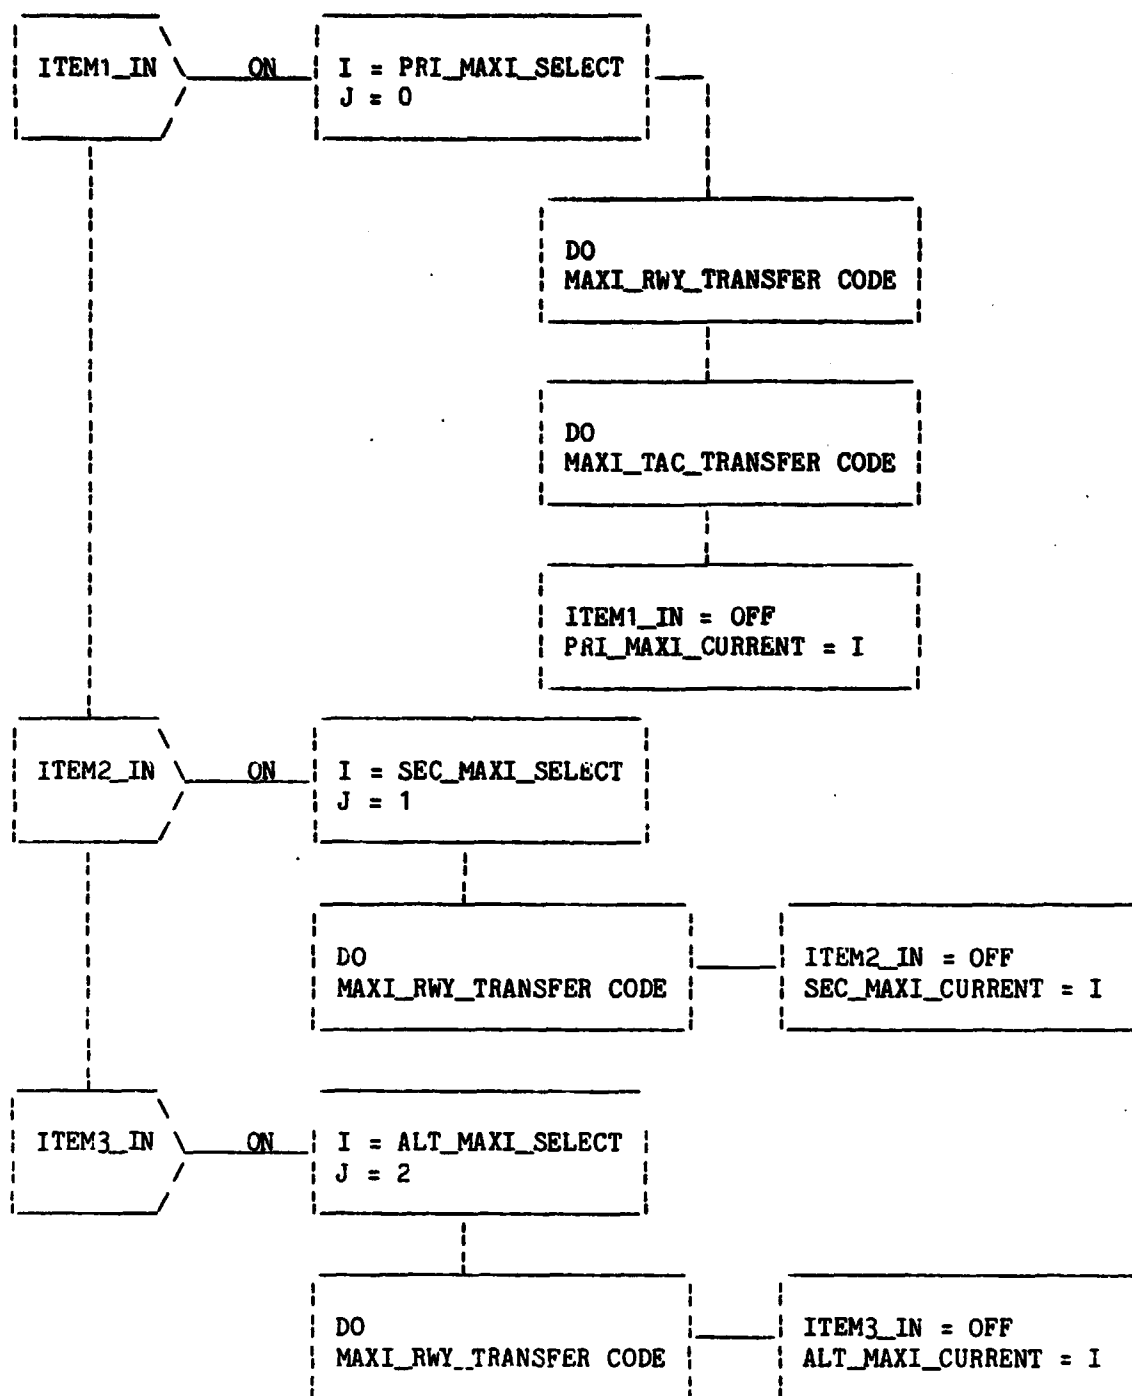 ITEM1_IN
ON
I = PRI_MAXI_SELECT
J = 0
DO
MAXI_RWY_TRANSFER CODE
DO
MAXI_TAC_TRANSFER CODE
ITEM1_IN = OFF
PRI_MAXI_CURRENT = I
ITEM2_IN
ON
I = SEC_MAXI_SELECT
J = 1
DO
MAXI_RWY_TRANSFER CODE
ITEM2_IN = OFF
SEC_MAXI_CURRENT = I
ITEM3_IN
ON
I = ALT_MAXI_SELECT
J = 2
DO
MAXI_RWY_TRANSFER CODE
ITEM3_IN = OFF
ALT_MAXI_CURRENT = I